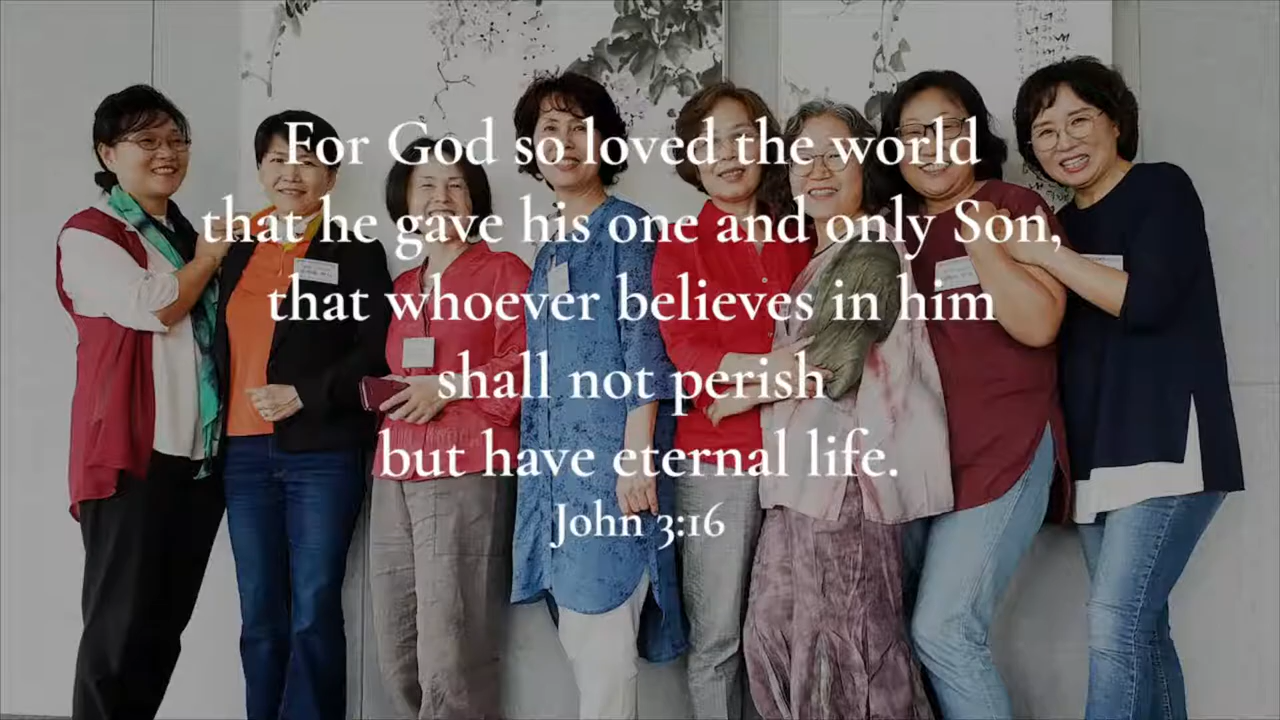 For God so loved the world
that he gave his one and only Son,
that whoever believes in him
shall not perish
but have eternal life.
John 3:16